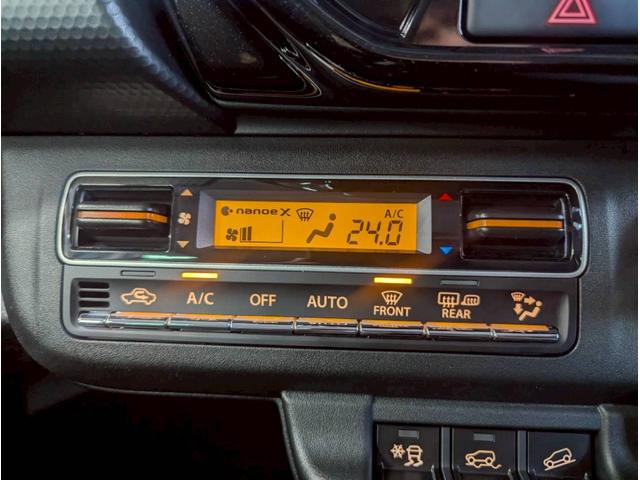 nanoe X
A/C
24.0
A/C
OFF
AUTO
FRONT
REAR